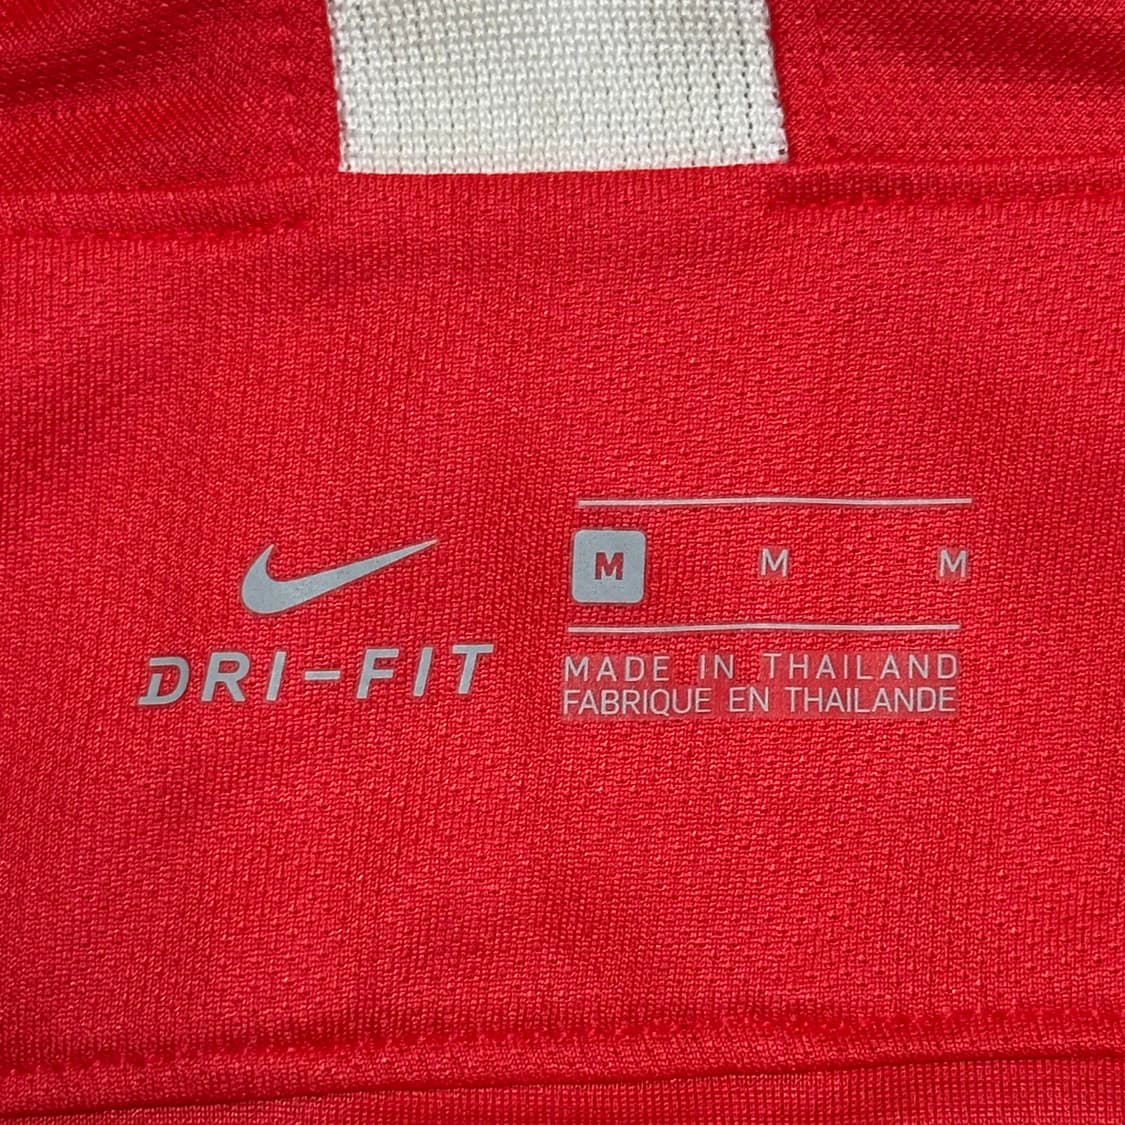 DRI-FIT
M M M
MADE IN THAILAND
FABRIQUE EN THAILANDE